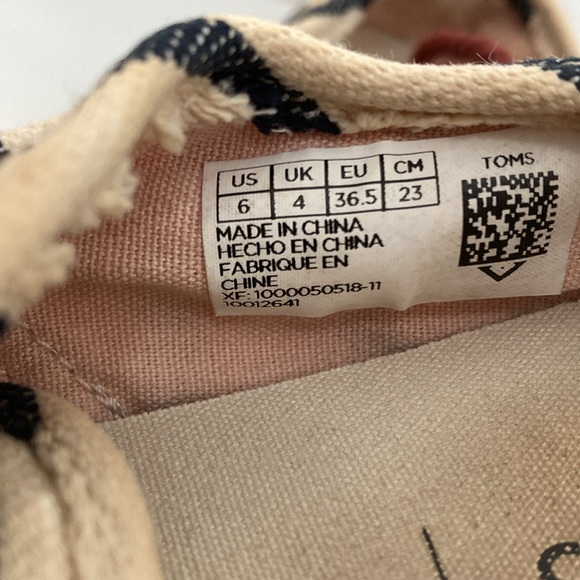 US UK EU CM
6 4 36.5 23
TOMS
MADE IN CHINA
HECHO EN CHINA
FABRIQUE EN
CHINE
XF: 1000050518-11
10012641